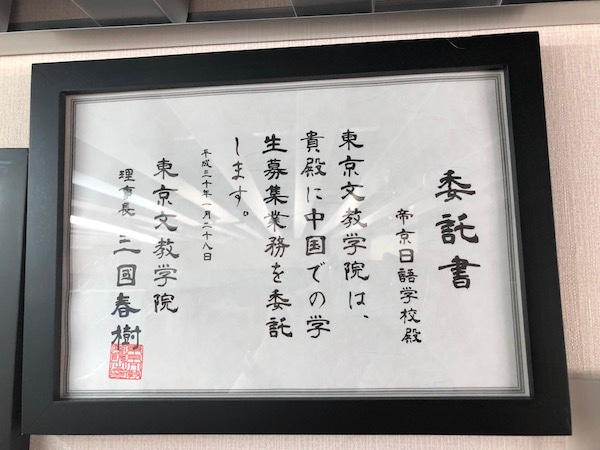 委託書
帝京日語学校殿
東京文教学院は、
貴殿に中国での学
生募集業務を委託
します。
平成三十年一月二十八日
東京文教学院
理事長 三國春樹